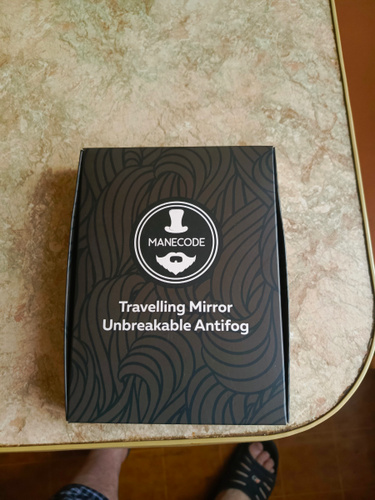 MANECODE
Travelling Mirror
Unbreakable Antifog